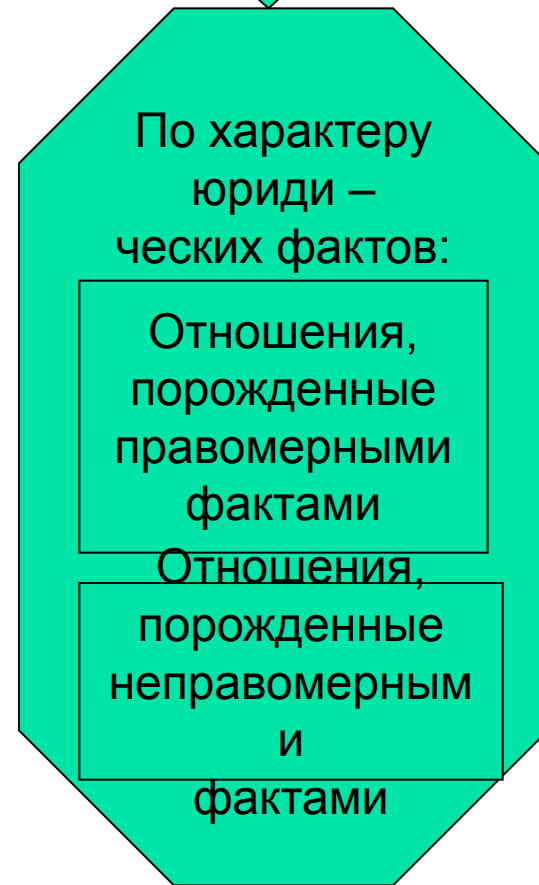 По характеру
юриди –
ческих фактов:
Отношения,
порожденные
правомерными
фактами
Отношения,
порожденные
неправомерным
и
фактами